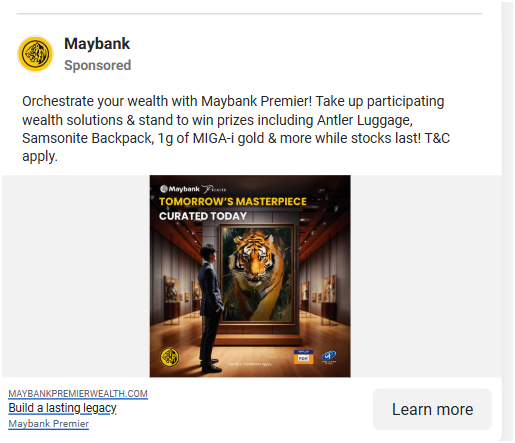 Maybank
Sponsored
Orchestrate your wealth with Maybank Premier! Take up participating
wealth solutions & stand to win prizes including Antler Luggage,
Samsonite Backpack, 1g of MIGA-i gold & more while stocks last! T&C
apply.
Maybank PREMIER
TOMORROW'S MASTERPIECE
CURATED TODAY
MAYBANKPREMIERWEALTH.COM
Build a lasting legacy
Maybank Premier
Learn more